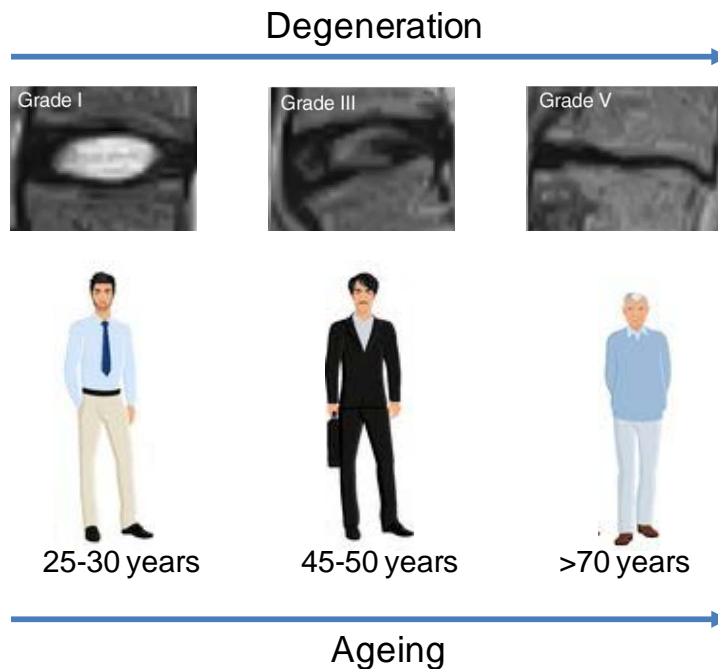 Degeneration
Grade I
Grade III
Grade V
25-30 years
45-50 years
>70 years
Ageing